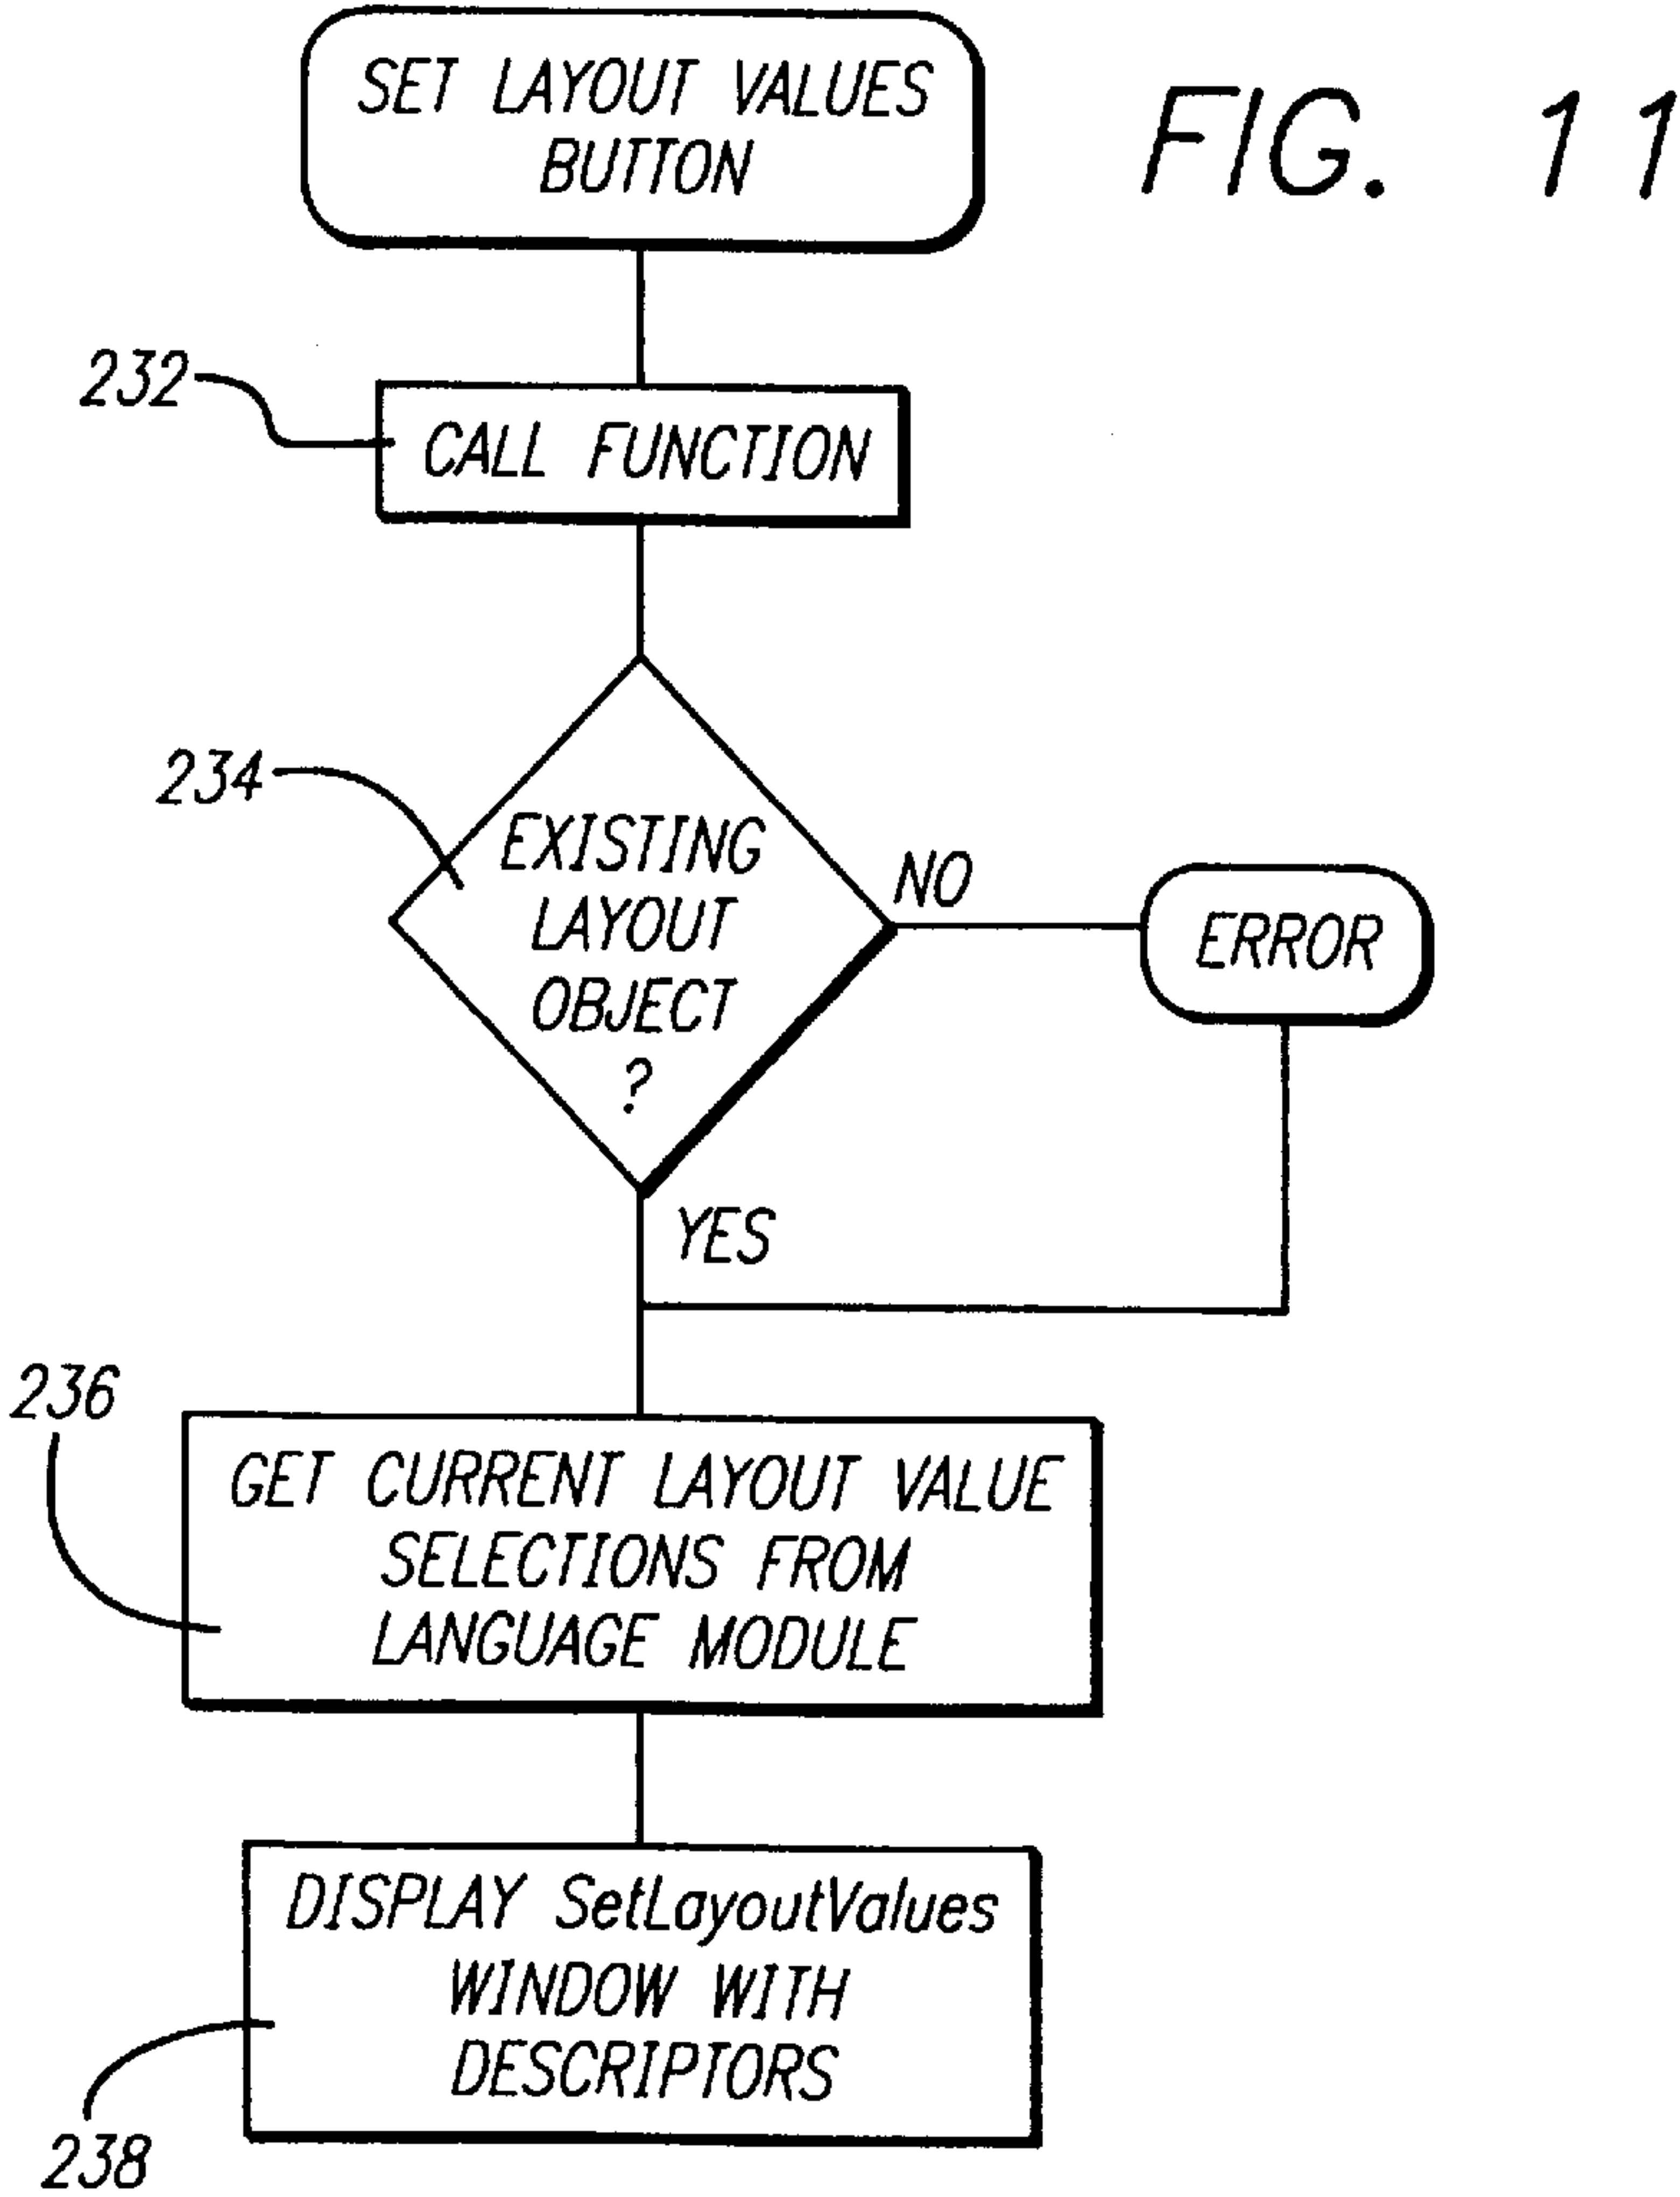 SET LAYOUT VALUES
BUTTON
FIG. 11
232
CALL FUNCTION
234
EXISTING
LAYOUT
OBJECT
?
NO
ERROR
YES
236
GET CURRENT LAYOUT VALUE
SELECTIONS FROM
LANGUAGE MODULE
DISPLAY SetLayoutValues
WINDOW WITH
DESCRIPTORS
238